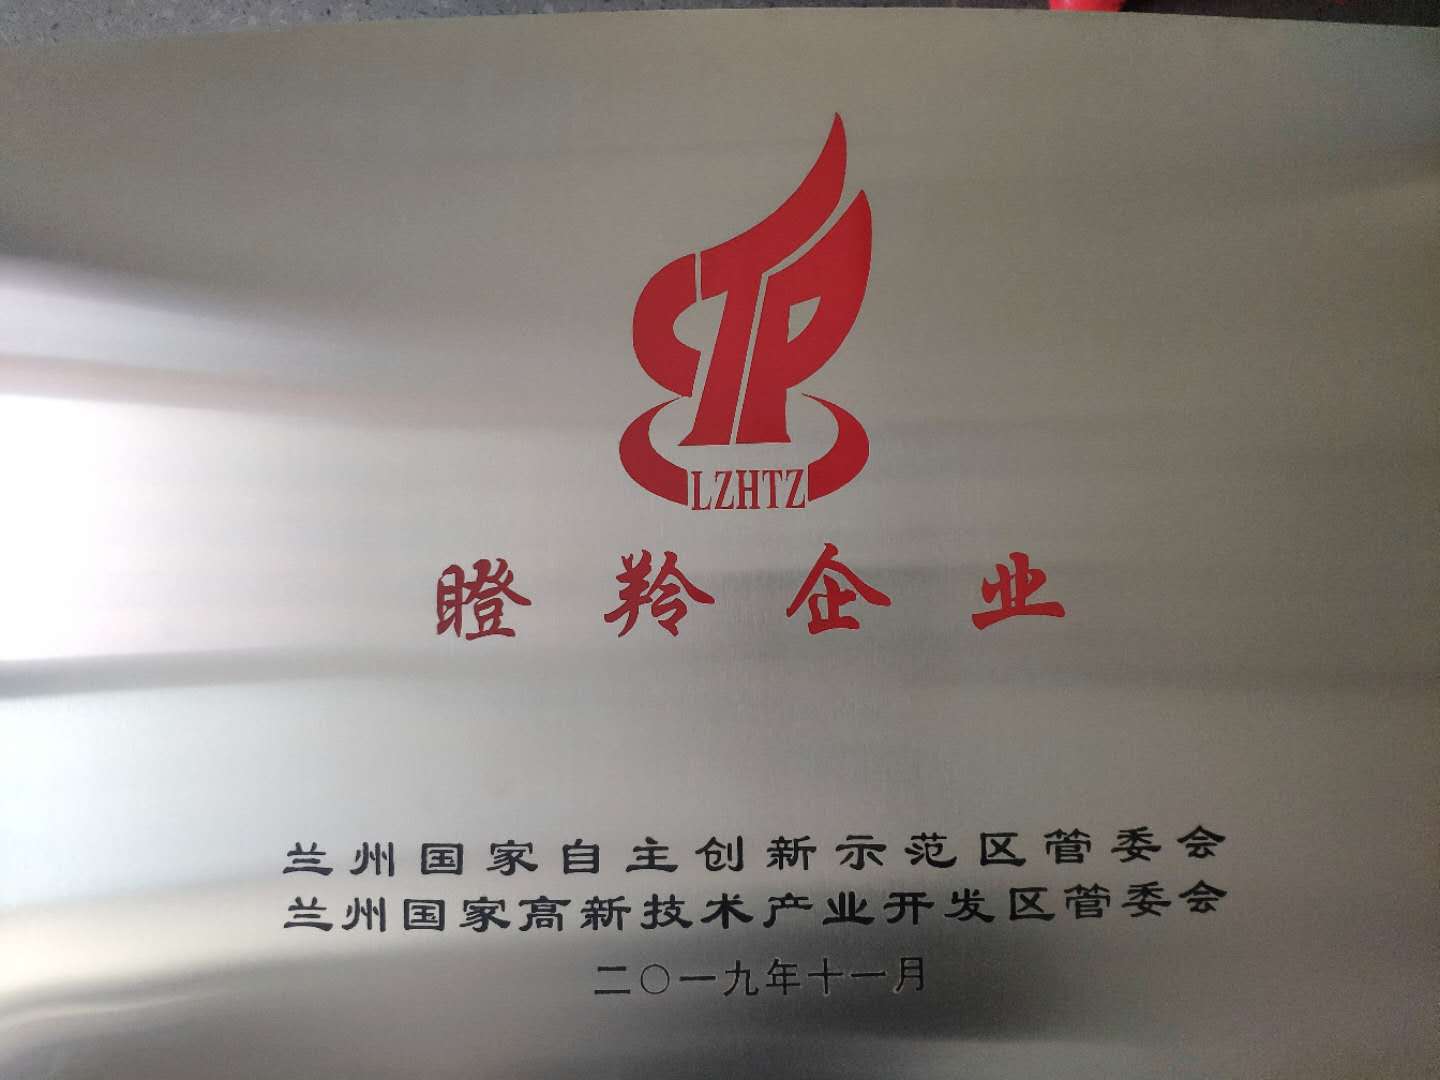 CTP
LZHTZ
瞪羚企业
兰州国家自主创新示范区管委会
兰州国家高新技术产业开发区管委会
二〇一九年十一月